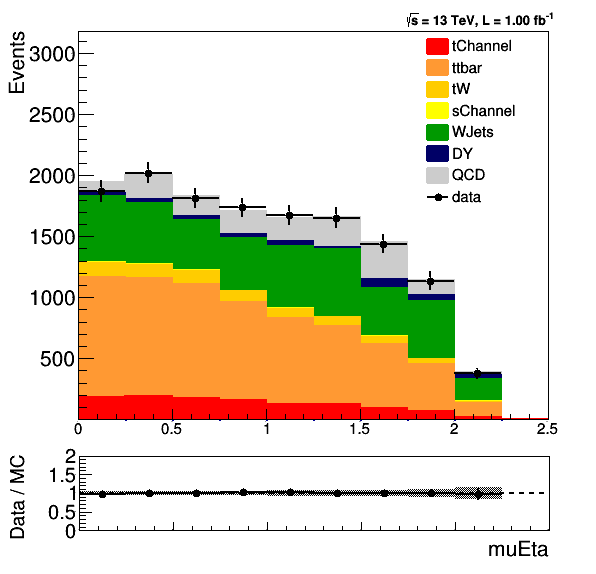 √s = 13 TeV, L = 1.00 fb⁻¹
Events
3000
2500
2000
1500
1000
500
tChannel
ttbar
tW
sChannel
WJets
DY
QCD
data
0 0.5 1 1.5 2 2.5
Data / MC
2
1.5
1
0.5
0
muEta